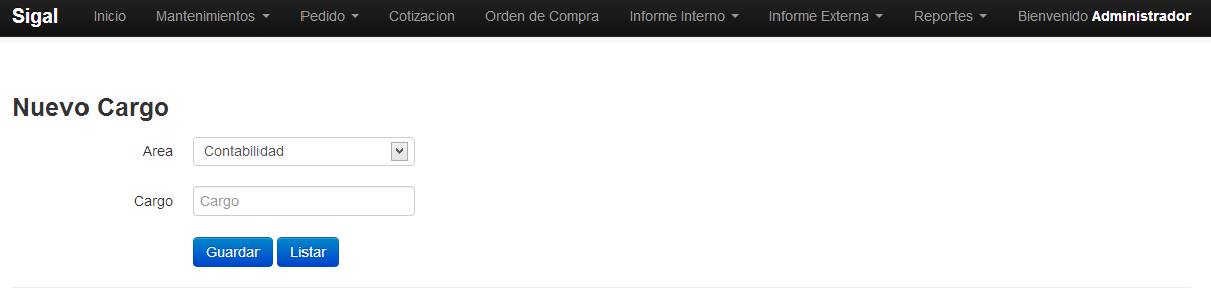 Sigal Inicio Mantenimientos Pedido Cotizacion Orden de Compra Informe Interno Informe Externa Reportes Bienvenido Administrador
Nuevo Cargo
Area Contabilidad
Cargo Cargo
Guardar Listar